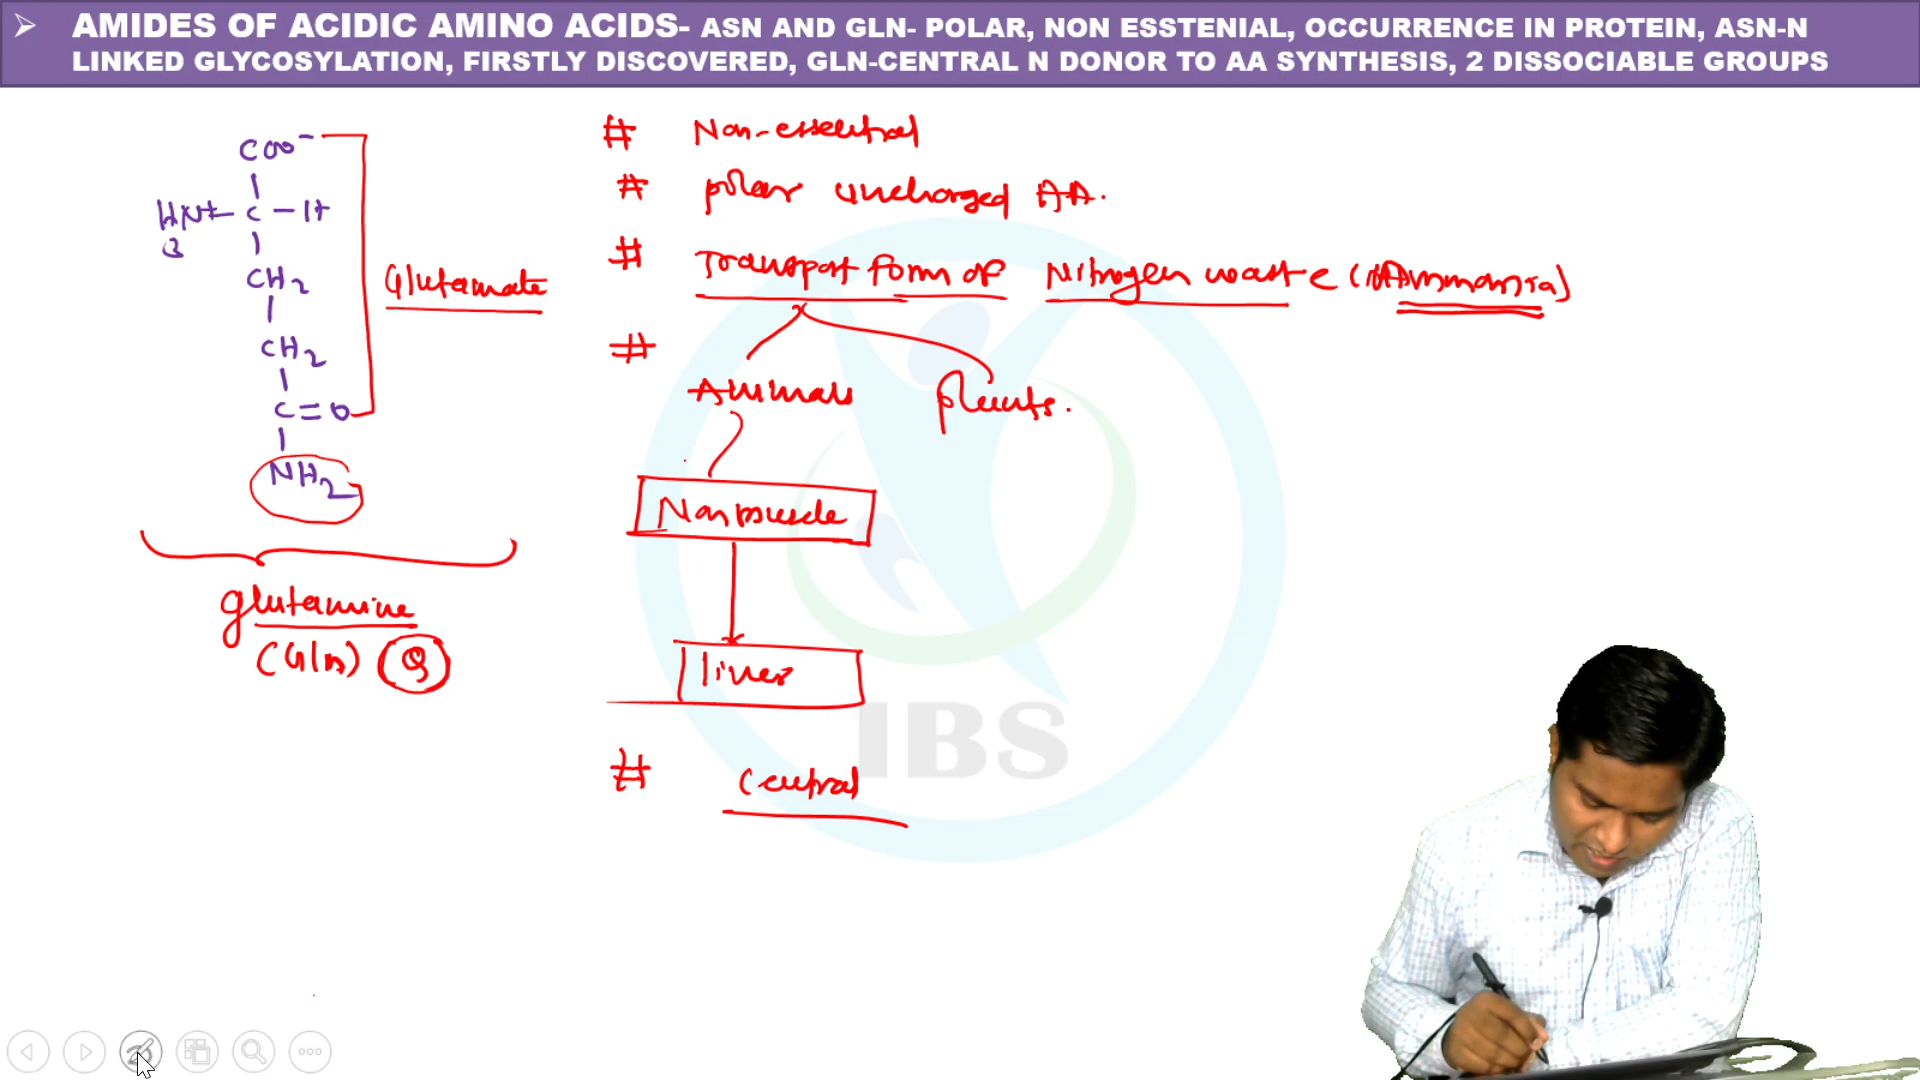 AMIDES OF ACIDIC AMINO ACIDS- ASN AND GLN- POLAR, NON ESSTENIAL, OCCURRENCE IN PROTEIN, ASN-N
LINKED GLYCOSYLATION, FIRSTLY DISCOVERED, GLN-CENTRAL N DONOR TO AA SYNTHESIS, 2 DISSOCIABLE GROUPS
COO-
H3N+ - C - H
CH2
CH2
C=O
NH2
Glutamate
glutamine
(Gln) Q
# Non-essential
# polar uncharged AA.
# Transport form of Nitrogen waste (Ammonia)
#
Animals plants.
Non muscle
liver
# Central
IBS